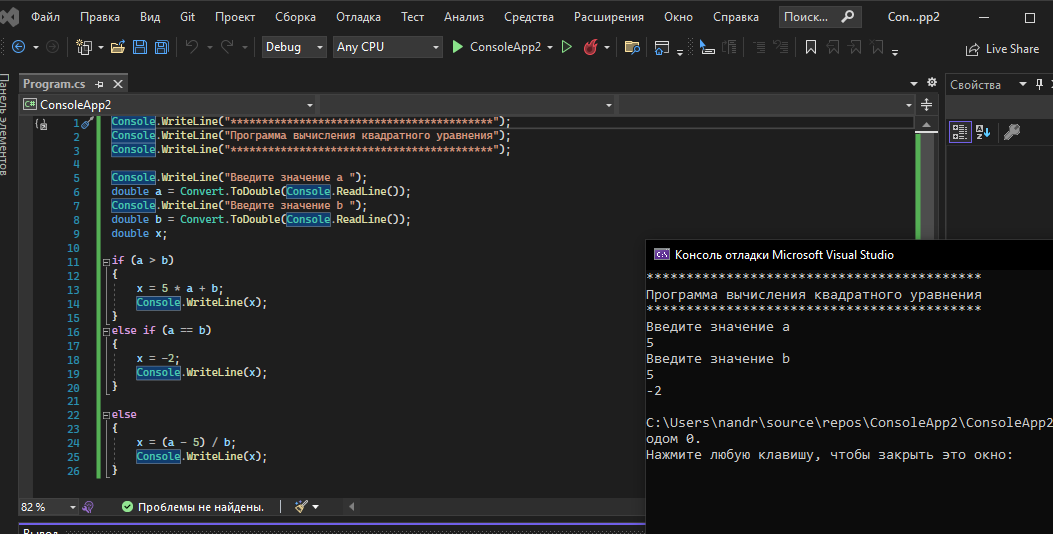 Файл Правка Вид Git Проект Сборка Отладка Тест Анализ Средства Расширения Окно Справка Поиск... Con...pp2
Debug Any CPU ConsoleApp2 Live Share
Панель элементов
Program.cs
Свойства
C# ConsoleApp2
1 Console.WriteLine("******************************************");
2 Console.WriteLine("Программа вычисления квадратного уравнения");
3 Console.WriteLine("******************************************");
4
5 Console.WriteLine("Введите значение a ");
6 double a = Convert.ToDouble(Console.ReadLine());
7 Console.WriteLine("Введите значение b ");
8 double b = Convert.ToDouble(Console.ReadLine());
9 double x;
10
11 if (a > b)
12 {
13 x = 5 * a + b;
14 Console.WriteLine(x);
15 }
16 else if (a == b)
17 {
18 x = -2;
19 Console.WriteLine(x);
20 }
21
22 else
23 {
24 x = (a - 5) / b;
25 Console.WriteLine(x);
26 }
82 % Проблемы не найдены.
Вывод
Консоль отладки Microsoft Visual Studio
******************************************
Программа вычисления квадратного уравнения
******************************************
Введите значение a
5
Введите значение b
5
-2
C:\Users\nandr\source\repos\ConsoleApp2\ConsoleApp2
одом 0.
Нажмите любую клавишу, чтобы закрыть это окно: